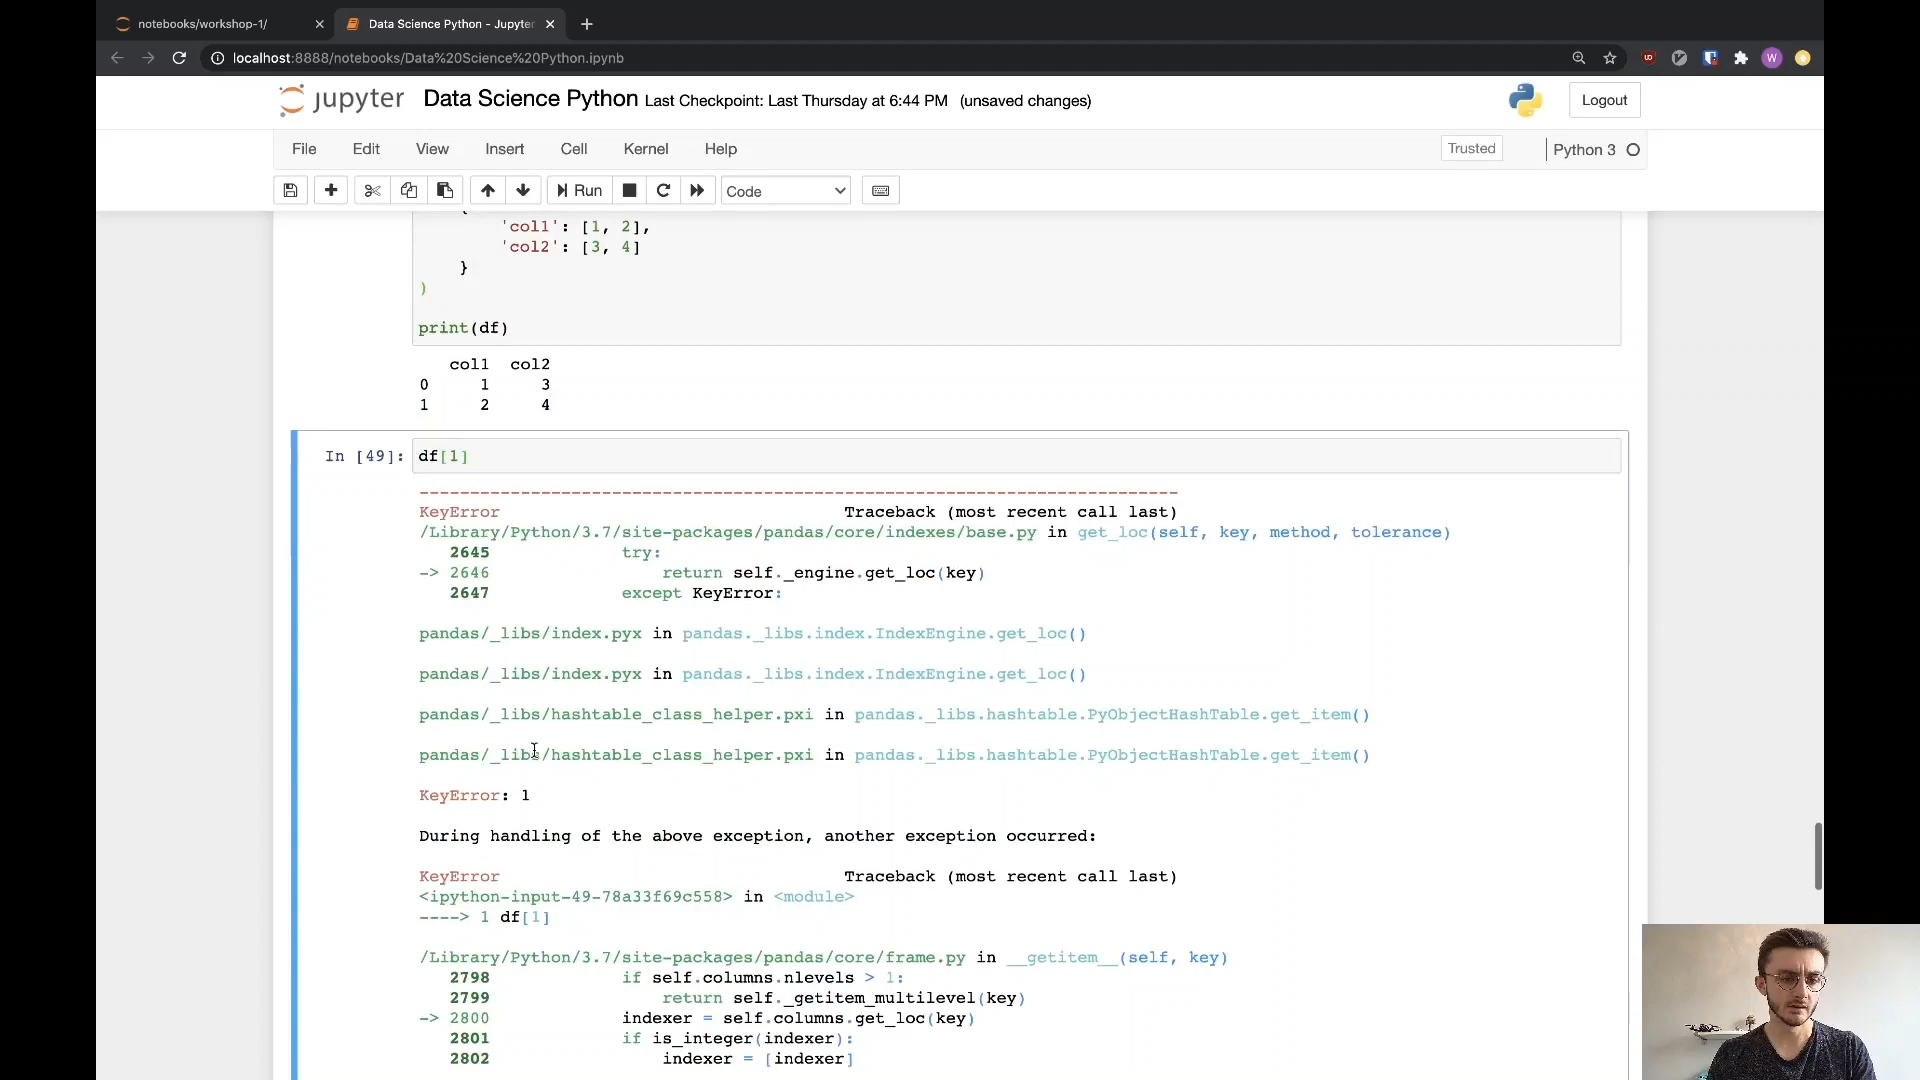 notebooks/workshop-1/
Data Science Python - Jupyter
localhost:8888/notebooks/Data%20Science%20Python.ipynb
W
jupyter Data Science Python Last Checkpoint: Last Thursday at 6:44 PM (unsaved changes)
Logout
File Edit View Insert Cell Kernel Help
Trusted
Python 3
Run
Code
{
'col1': [1, 2],
'col2': [3, 4]
}
)
print(df)
col1 col2
0 1 3
1 2 4
In [49]: df[1]
---------------------------------------------------------------------------
KeyError Traceback (most recent call last)
/Library/Python/3.7/site-packages/pandas/core/indexes/base.py in get_loc(self, key, method, tolerance)
2645 try:
-> 2646 return self._engine.get_loc(key)
2647 except KeyError:
pandas/_libs/index.pyx in pandas._libs.index.IndexEngine.get_loc()
pandas/_libs/index.pyx in pandas._libs.index.IndexEngine.get_loc()
pandas/_libs/hashtable_class_helper.pxi in pandas._libs.hashtable.PyObjectHashTable.get_item()
pandas/_libs/hashtable_class_helper.pxi in pandas._libs.hashtable.PyObjectHashTable.get_item()
KeyError: 1
During handling of the above exception, another exception occurred:
KeyError Traceback (most recent call last)
<ipython-input-49-78a33f69c558> in <module>
----> 1 df[1]
/Library/Python/3.7/site-packages/pandas/core/frame.py in __getitem__(self, key)
2798 if self.columns.nlevels > 1:
2799 return self._getitem_multilevel(key)
-> 2800 indexer = self.columns.get_loc(key)
2801 if is_integer(indexer):
2802 indexer = [indexer]